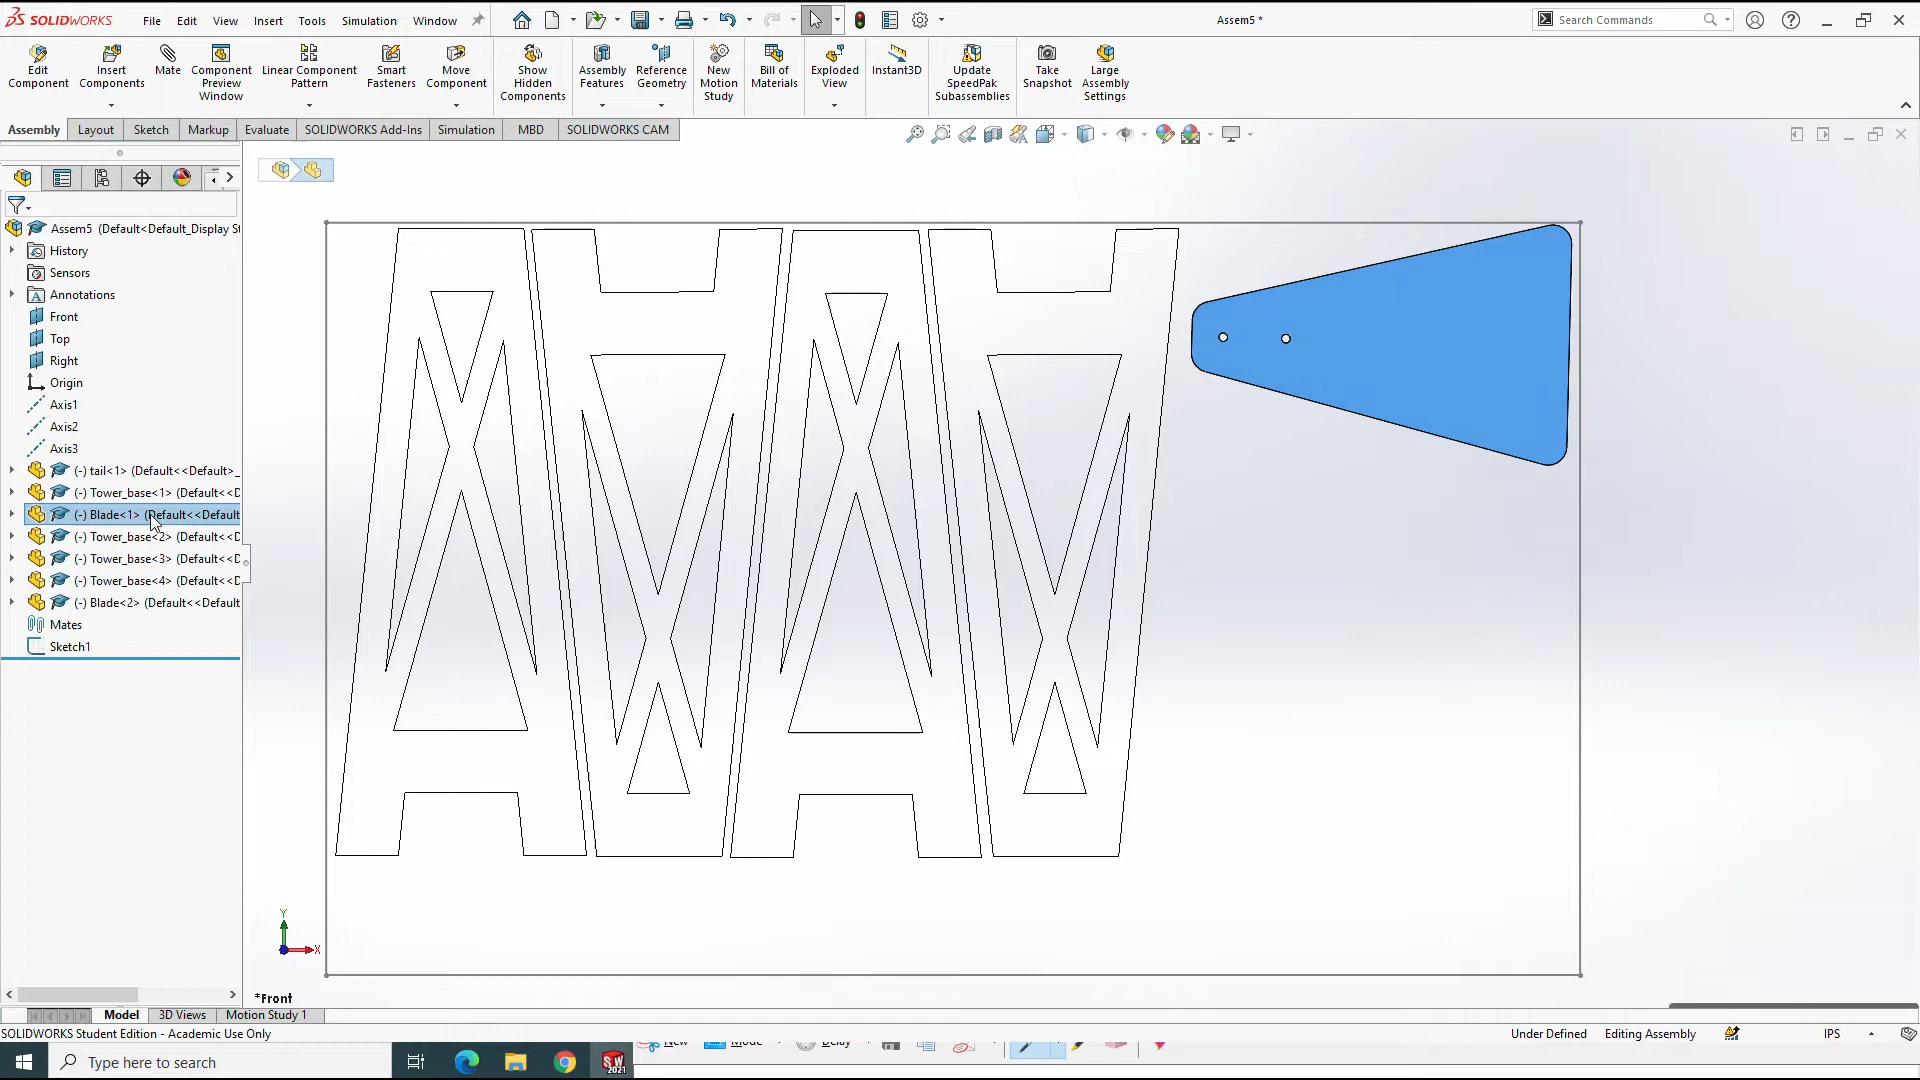 SOLIDWORKS File Edit View Insert Tools Simulation Window Assem5 * Search Commands
Edit Component
Insert Components
Mate
Component Preview Window
Linear Component Pattern
Smart Fasteners
Move Component
Show Hidden Components
Assembly Features
Reference Geometry
New Motion Study
Bill of Materials
Exploded View
Instant3D
Update SpeedPak Subassemblies
Take Snapshot
Large Assembly Settings
Assembly Layout Sketch Markup Evaluate SOLIDWORKS Add-Ins Simulation MBD SOLIDWORKS CAM
Assem5 (Default<Default_Display St
History
Sensors
Annotations
Front
Top
Right
Origin
Axis1
Axis2
Axis3
(-) tail<1> (Default<<Default>_
(-) Tower_base<1> (Default<<D
(-) Blade<1> (Default<<Default
(-) Tower_base<2> (Default<<D
(-) Tower_base<3> (Default<<D
(-) Tower_base<4> (Default<<D
(-) Blade<2> (Default<<Default
Mates
Sketch1
Y
X
*Front
Model 3D Views Motion Study 1
SOLIDWORKS Student Edition - Academic Use Only Under Defined Editing Assembly IPS
Type here to search SW 2021 New Mode Delay